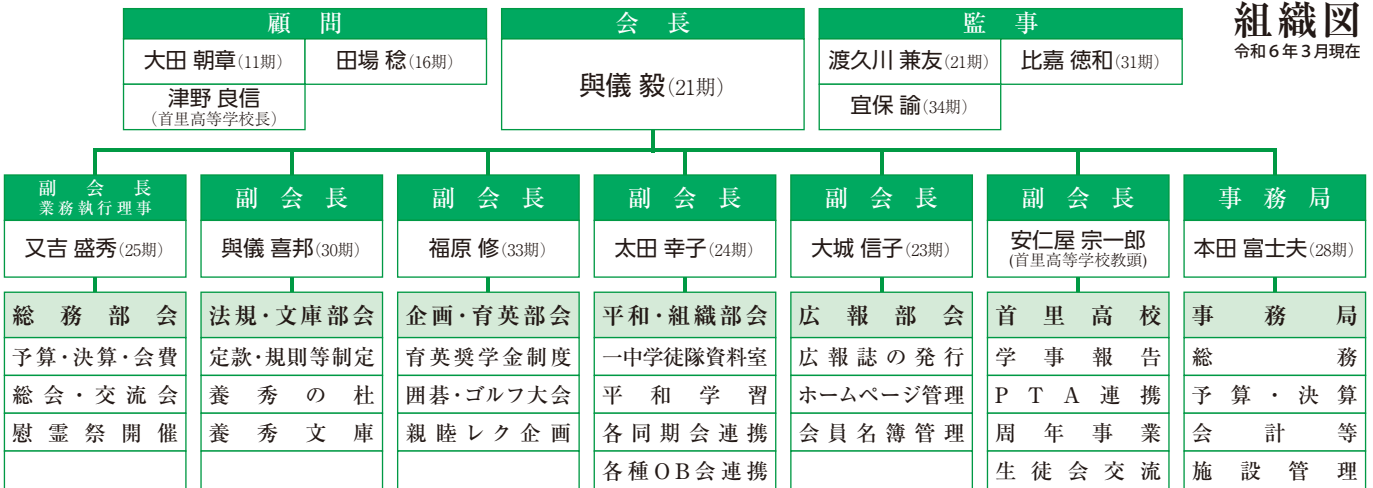 組織図
令和6年3月現在
顧問
大田 朝章(11期)
田場 稔(16期)
津野 良信
(首里高等学校長)
会長
與儀 毅(21期)
監事
渡久川 兼友(21期)
比嘉 徳和(31期)
宜保 諭(34期)
副会長
業務執行理事
又吉 盛秀(25期)
総務部会
予算・決算・会費
総会・交流会
慰霊祭開催
副会長
與儀 喜邦(30期)
法規・文庫部会
定款・規則等制定
養秀の杜
養秀文庫
副会長
福原 修(33期)
企画・育英部会
育英奨学金制度
囲碁・ゴルフ大会
親睦レク企画
副会長
太田 幸子(24期)
平和・組織部会
一中学徒隊資料室
平和学習
各同期会連携
各種OB会連携
副会長
大城 信子(23期)
広報部会
広報誌の発行
ホームページ管理
会員名簿管理
副会長
安仁屋 宗一郎
(首里高等学校教頭)
首里高校
学事報告
PTA連携
周年事業
生徒会交流
事務局
本田 富士夫(28期)
事務局
総務
予算・決算
会計等
施設管理